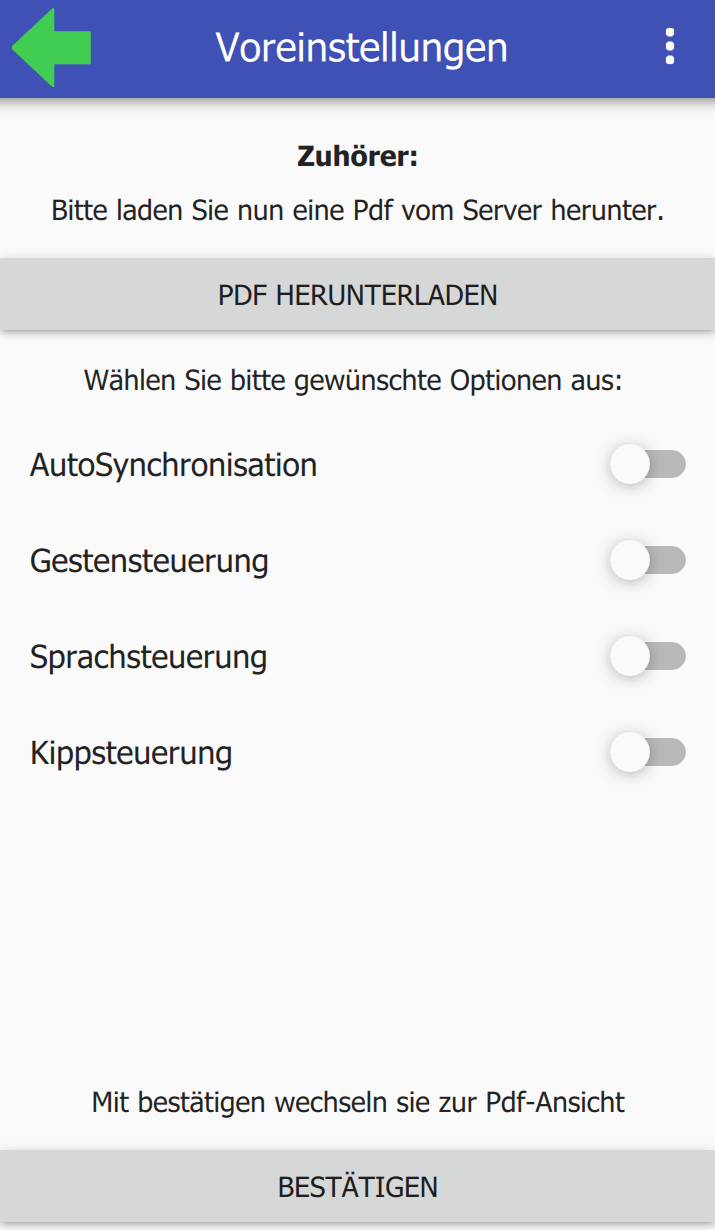 Voreinstellungen
Zuhörer:
Bitte laden Sie nun eine Pdf vom Server herunter.
PDF HERUNTERLADEN
Wählen Sie bitte gewünschte Optionen aus:
AutoSynchronisation
Gestensteuerung
Sprachsteuerung
Kippsteuerung
Mit bestätigen wechseln sie zur Pdf-Ansicht
BESTÄTIGEN